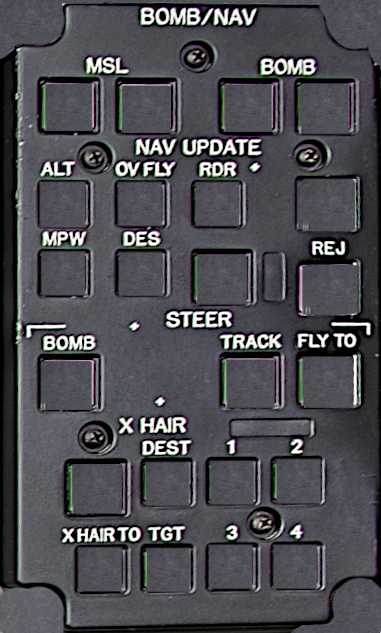 BOMB/NAV
MSL BOMB
NAV UPDATE
ALT OV FLY RDR
MPW DES
REJ
STEER
BOMB TRACK FLY TO
X HAIR
DEST 1 2
X HAIR TO TGT 3 4